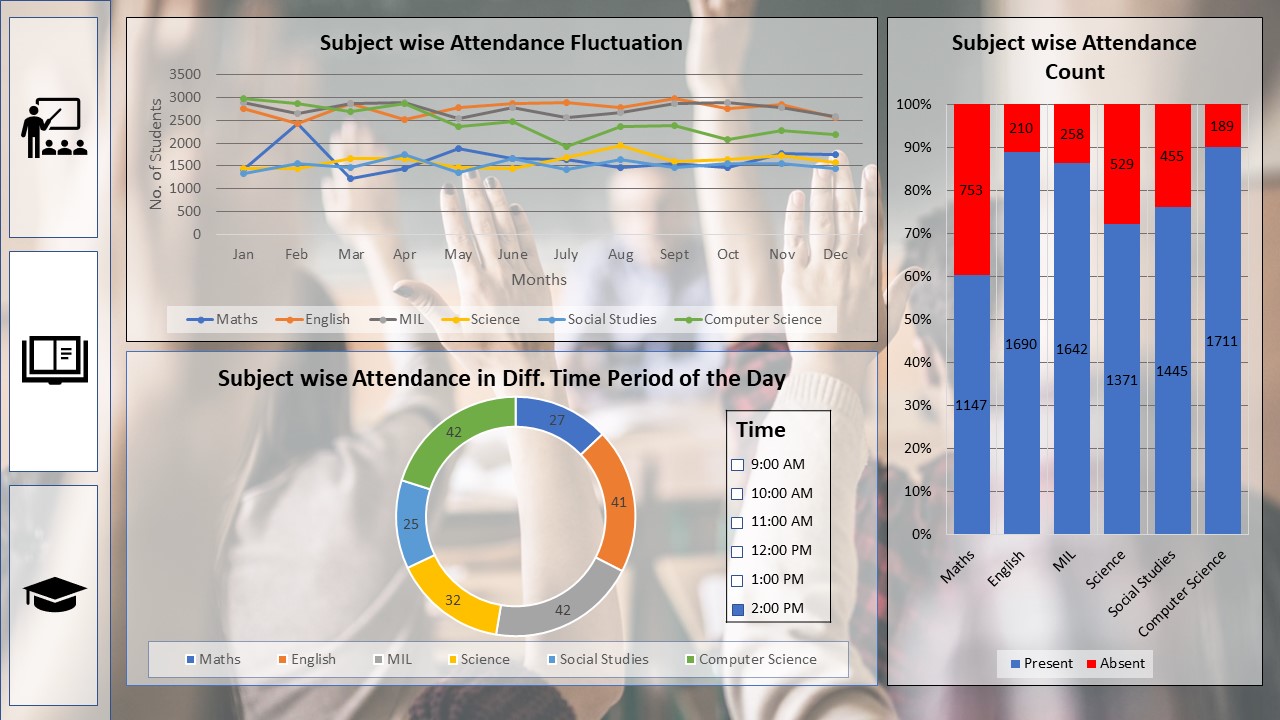 Subject wise Attendance Fluctuation
No. of Students
3500
3000
2500
2000
1500
1000
500
0
Jan Feb Mar Apr May June July Aug Sept Oct Nov Dec
Months
Maths English MIL Science Social Studies Computer Science
Subject wise Attendance in Diff. Time Period of the Day
27
41
42
32
25
42
Time
9:00 AM
10:00 AM
11:00 AM
12:00 PM
1:00 PM
2:00 PM
Maths English MIL Science Social Studies Computer Science
Subject wise Attendance
Count
100%
90%
80%
70%
60%
50%
40%
30%
20%
10%
0%
753 210 258 529 455 189
1147 1690 1642 1371 1445 1711
Maths English MIL Science Social Studies Computer Science
Present Absent